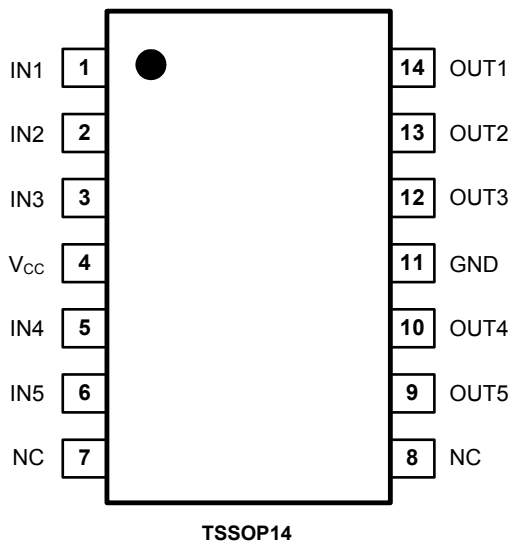 IN1 1 14 OUT1
IN2 2 13 OUT2
IN3 3 12 OUT3
VCC 4 11 GND
IN4 5 10 OUT4
IN5 6 9 OUT5
NC 7 8 NC
TSSOP14